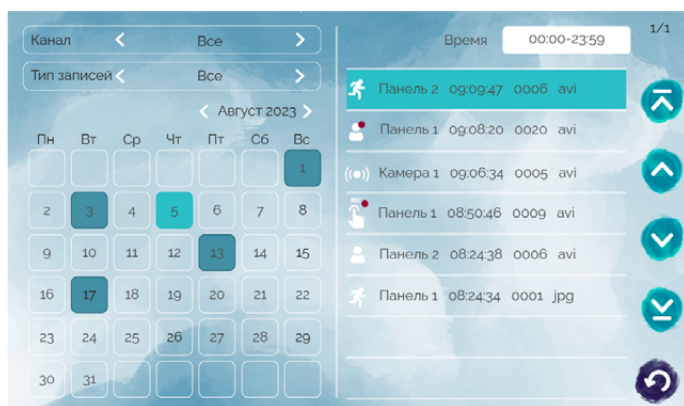 Канал < Все >
Тип записей < Все >
< Август 2023 >
Пн Вт Ср Чт Пт Сб Вс
1
2 3 4 5 6 7 8
9 10 11 12 13 14 15
16 17 18 19 20 21 22
23 24 25 26 27 28 29
30 31
Время 00:00-23:59
1/1
Панель 2 09:09:47 0006 avi
Панель 1 09:08:20 0020 avi
Камера 1 09:06:34 0005 avi
Панель 1 08:50:46 0009 avi
Панель 2 08:24:38 0006 avi
Панель 1 08:24:34 0001 jpg